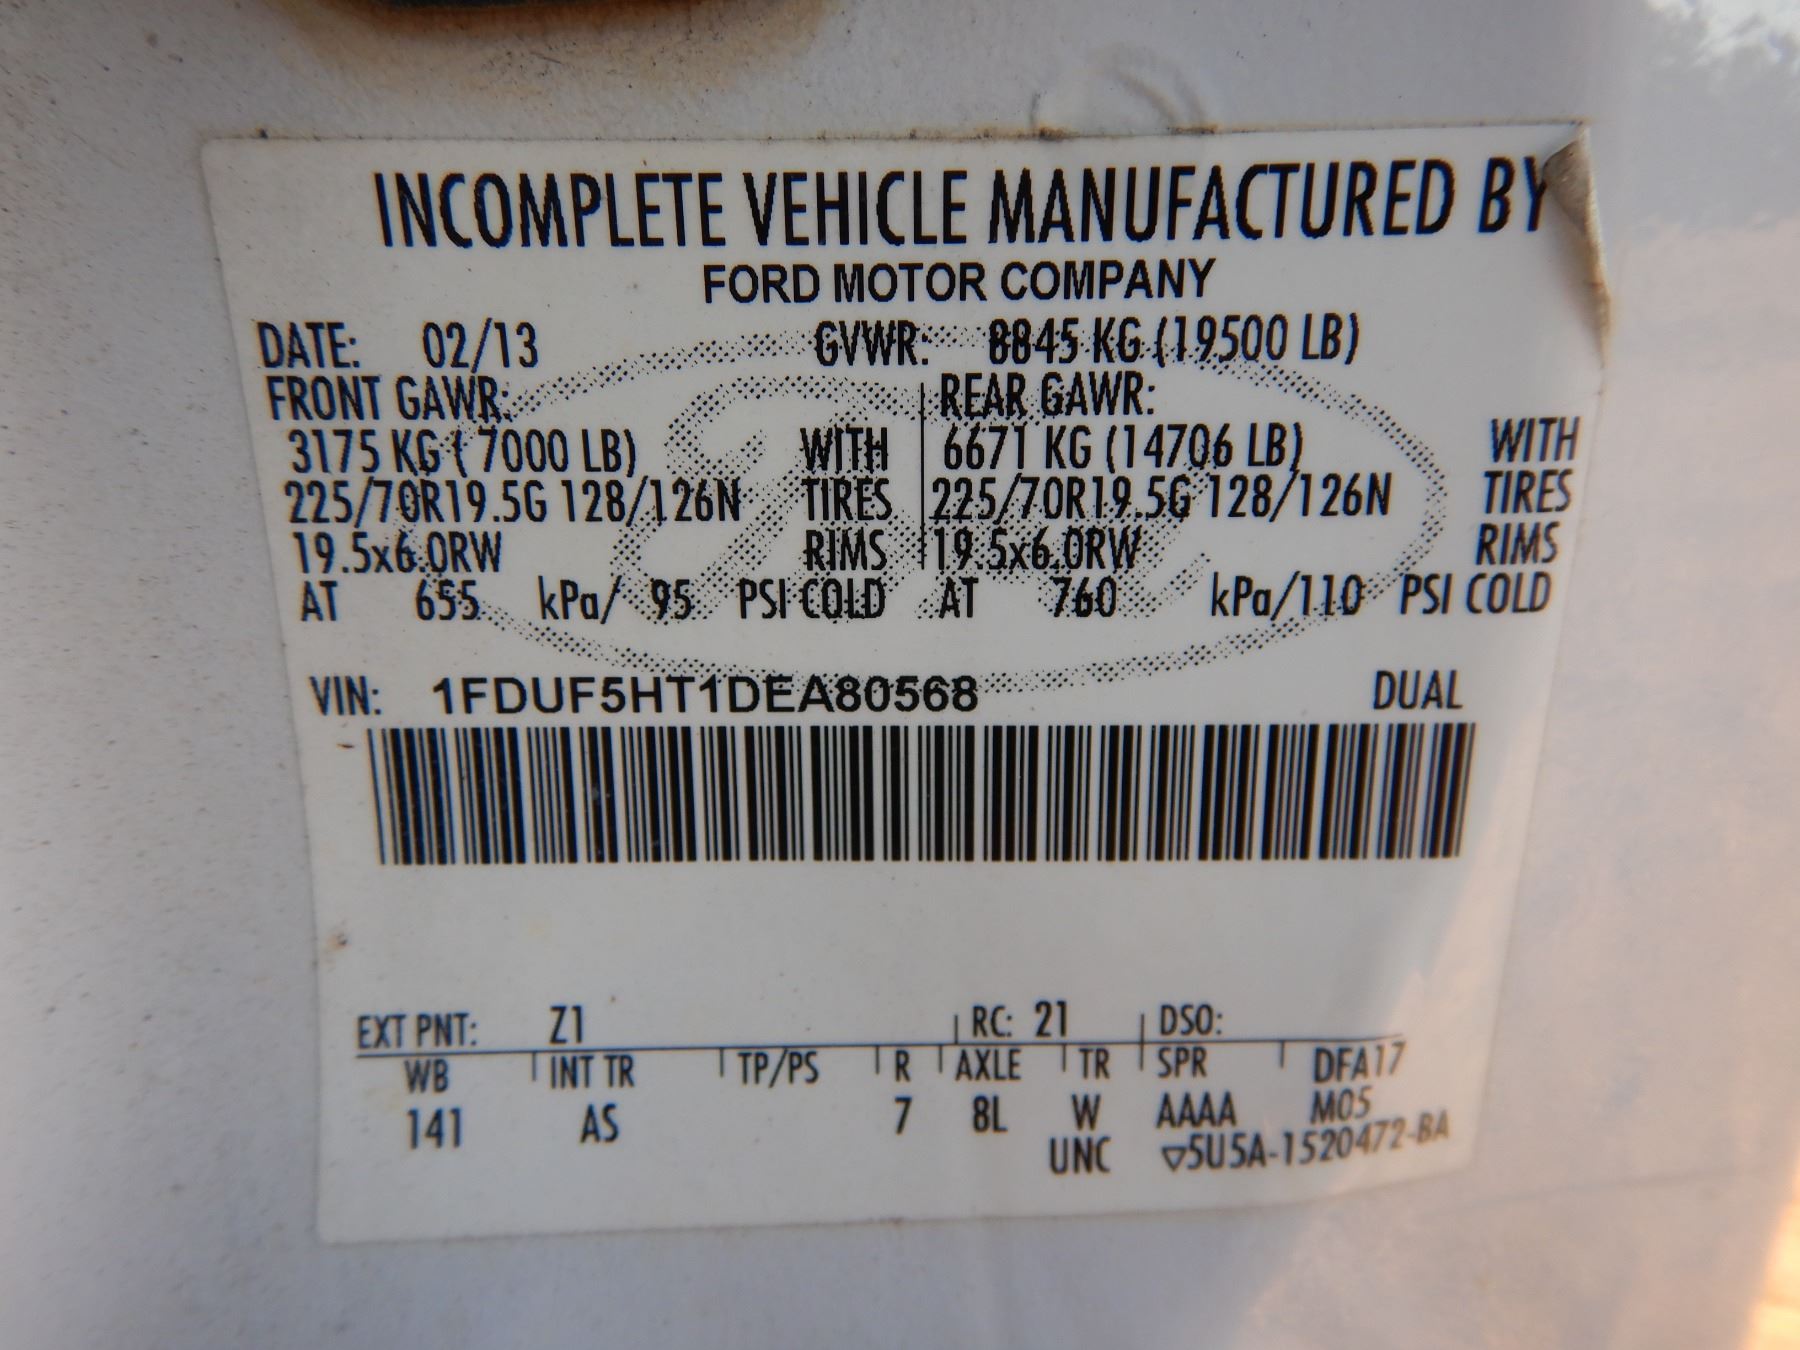 INCOMPLETE VEHICLE MANUFACTURED BY
FORD MOTOR COMPANY
DATE: 02/13 GVWR: 8845 KG (19500 LB)
FRONT GAWR: REAR GAWR:
3175 KG ( 7000 LB) WITH 6671 KG (14706 LB) WITH
225/70R19.5G 128/126N TIRES 225/70R19.5G 128/126N TIRES
19.5x6.0RW RIMS 19.5x6.0RW RIMS
AT 655 kPa/ 95 PSI COLD AT 760 kPa/110 PSI COLD
VIN: 1FDUF5HT1DEA80568 DUAL
EXT PNT: Z1 RC: 21 DSO:
WB INT TR TP/PS R AXLE TR SPR DFA17
141 AS 7 8L W AAAA M05
UNC ▽5U5A-1520472-BA